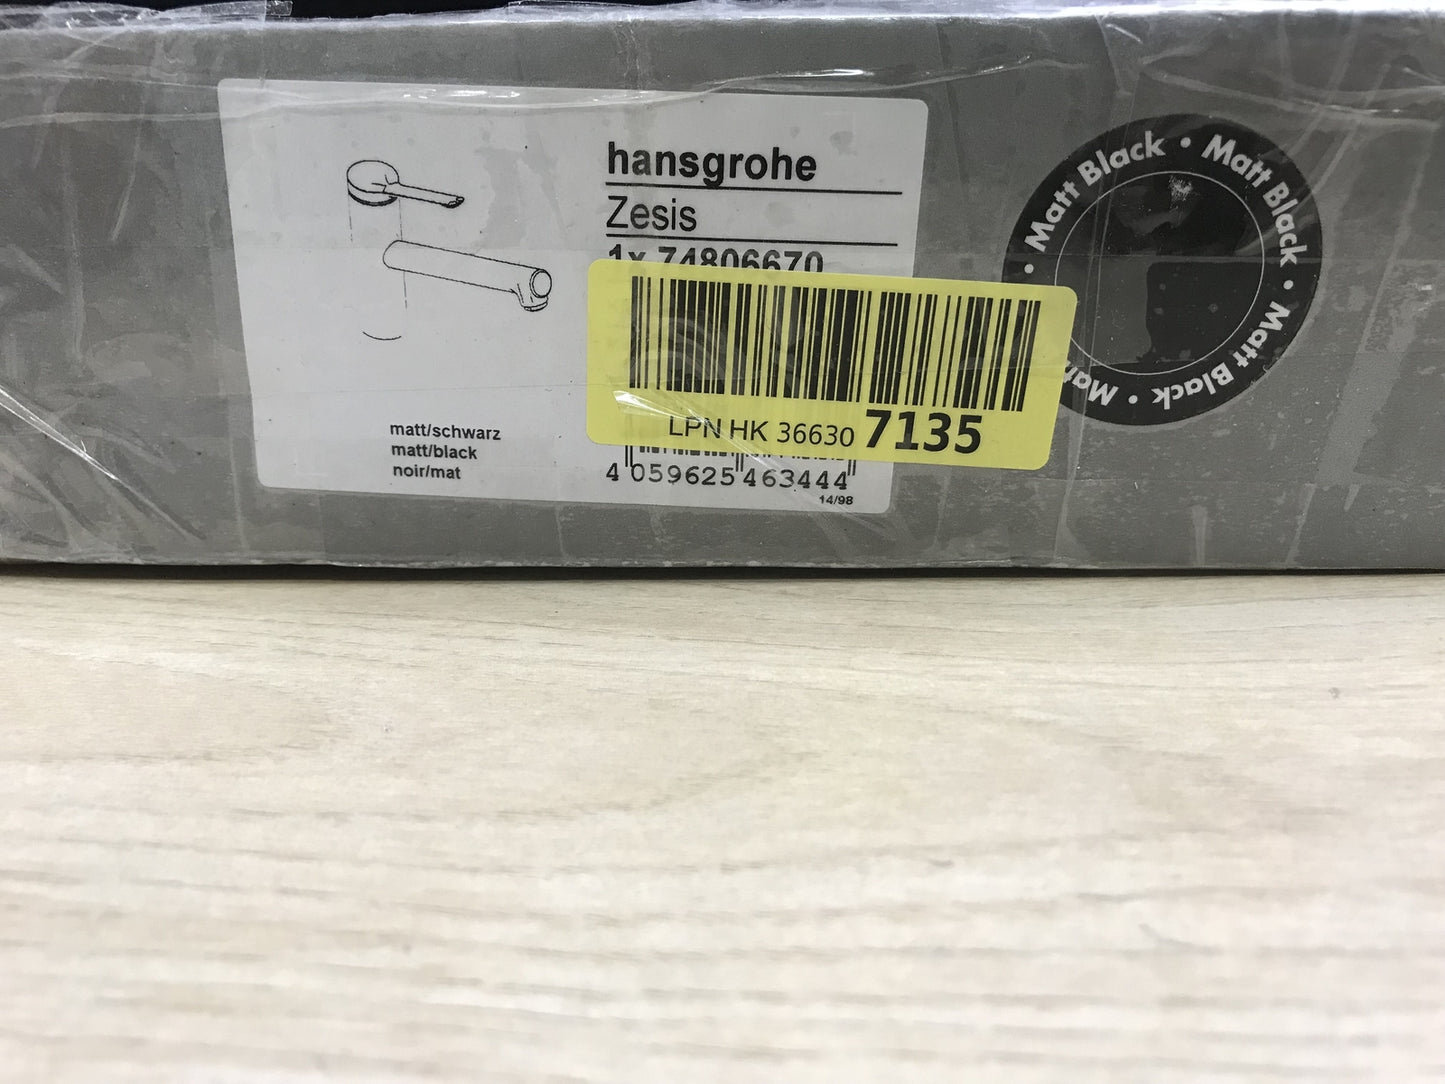 hansgrohe
Zesis
1x 74806670
matt/schwarz
matt/black
noir/mat
LPN HK 36630 7135
4 059625 463444
14/98
Matt Black • Matt Black • Matt Black • Matt •